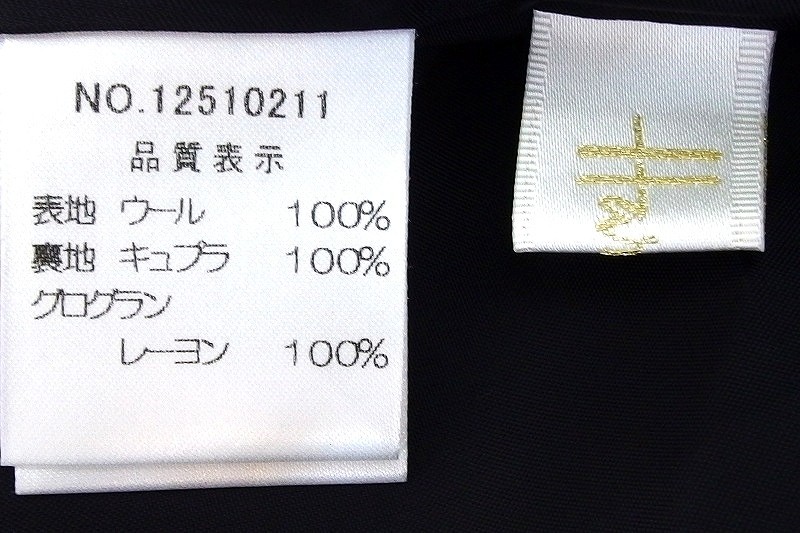 NO.12510211
品質表示
表地 ウール 100%
裏地 キュプラ 100%
グログラン
レーヨン 100%